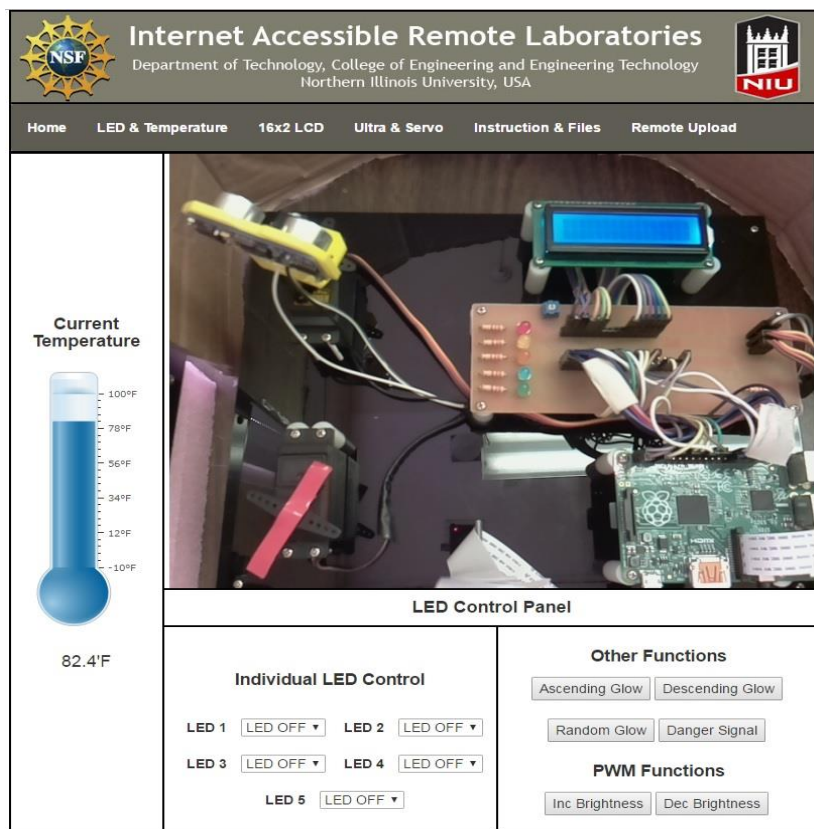 NSF
Internet Accessible Remote Laboratories
Department of Technology, College of Engineering and Engineering Technology
Northern Illinois University, USA
NIU
Home LED & Temperature 16x2 LCD Ultra & Servo Instruction & Files Remote Upload
Current
Temperature
100°F
78°F
56°F
34°F
12°F
-10°F
82.4'F
HDMI
LED Control Panel
Individual LED Control
LED 1 LED OFF LED 2 LED OFF
LED 3 LED OFF LED 4 LED OFF
LED 5 LED OFF
Other Functions
Ascending Glow Descending Glow
Random Glow Danger Signal
PWM Functions
Inc Brightness Dec Brightness